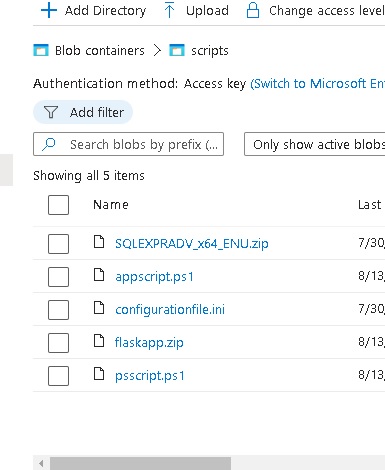 Add Directory Upload Change access level
Blob containers > scripts
Authentication method: Access key (Switch to Microsoft En
Add filter
Search blobs by prefix (... Only show active blobs
Showing all 5 items
Name Last
SQLEXPRADV_x64_ENU.zip 7/30,
appscript.ps1 8/13,
configurationfile.ini 7/30,
flaskapp.zip 8/13,
psscript.ps1 8/13,